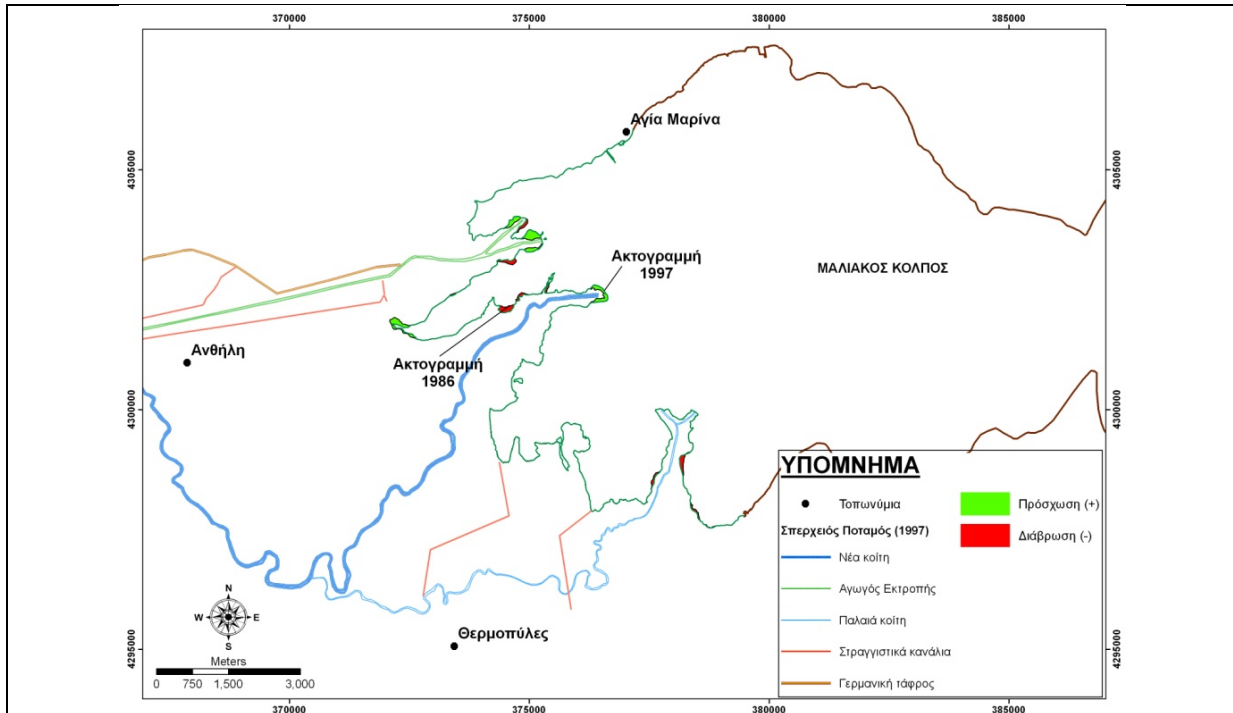 370000 375000 380000 385000
Αγία Μαρίνα
4305000 4305000
Ακτογραμμή
1997
ΜΑΛΙΑΚΟΣ ΚΟΛΠΟΣ
Ανθήλη
Ακτογραμμή
1986
4300000 4300000
ΥΠΟΜΝΗΜΑ
Τοπωνύμια
Πρόσχωση (+)
Σπερχειός Ποταμός (1997)
Διάβρωση (-)
Νέα κοίτη
Αγωγός Εκτροπής
Παλαιά κοίτη
Στραγγιστικά κανάλια
Γερμανική τάφρος
N
W E
S
Θερμοπύλες
4295000 4295000
Meters
0 750 1,500 3,000
370000 375000 380000 385000